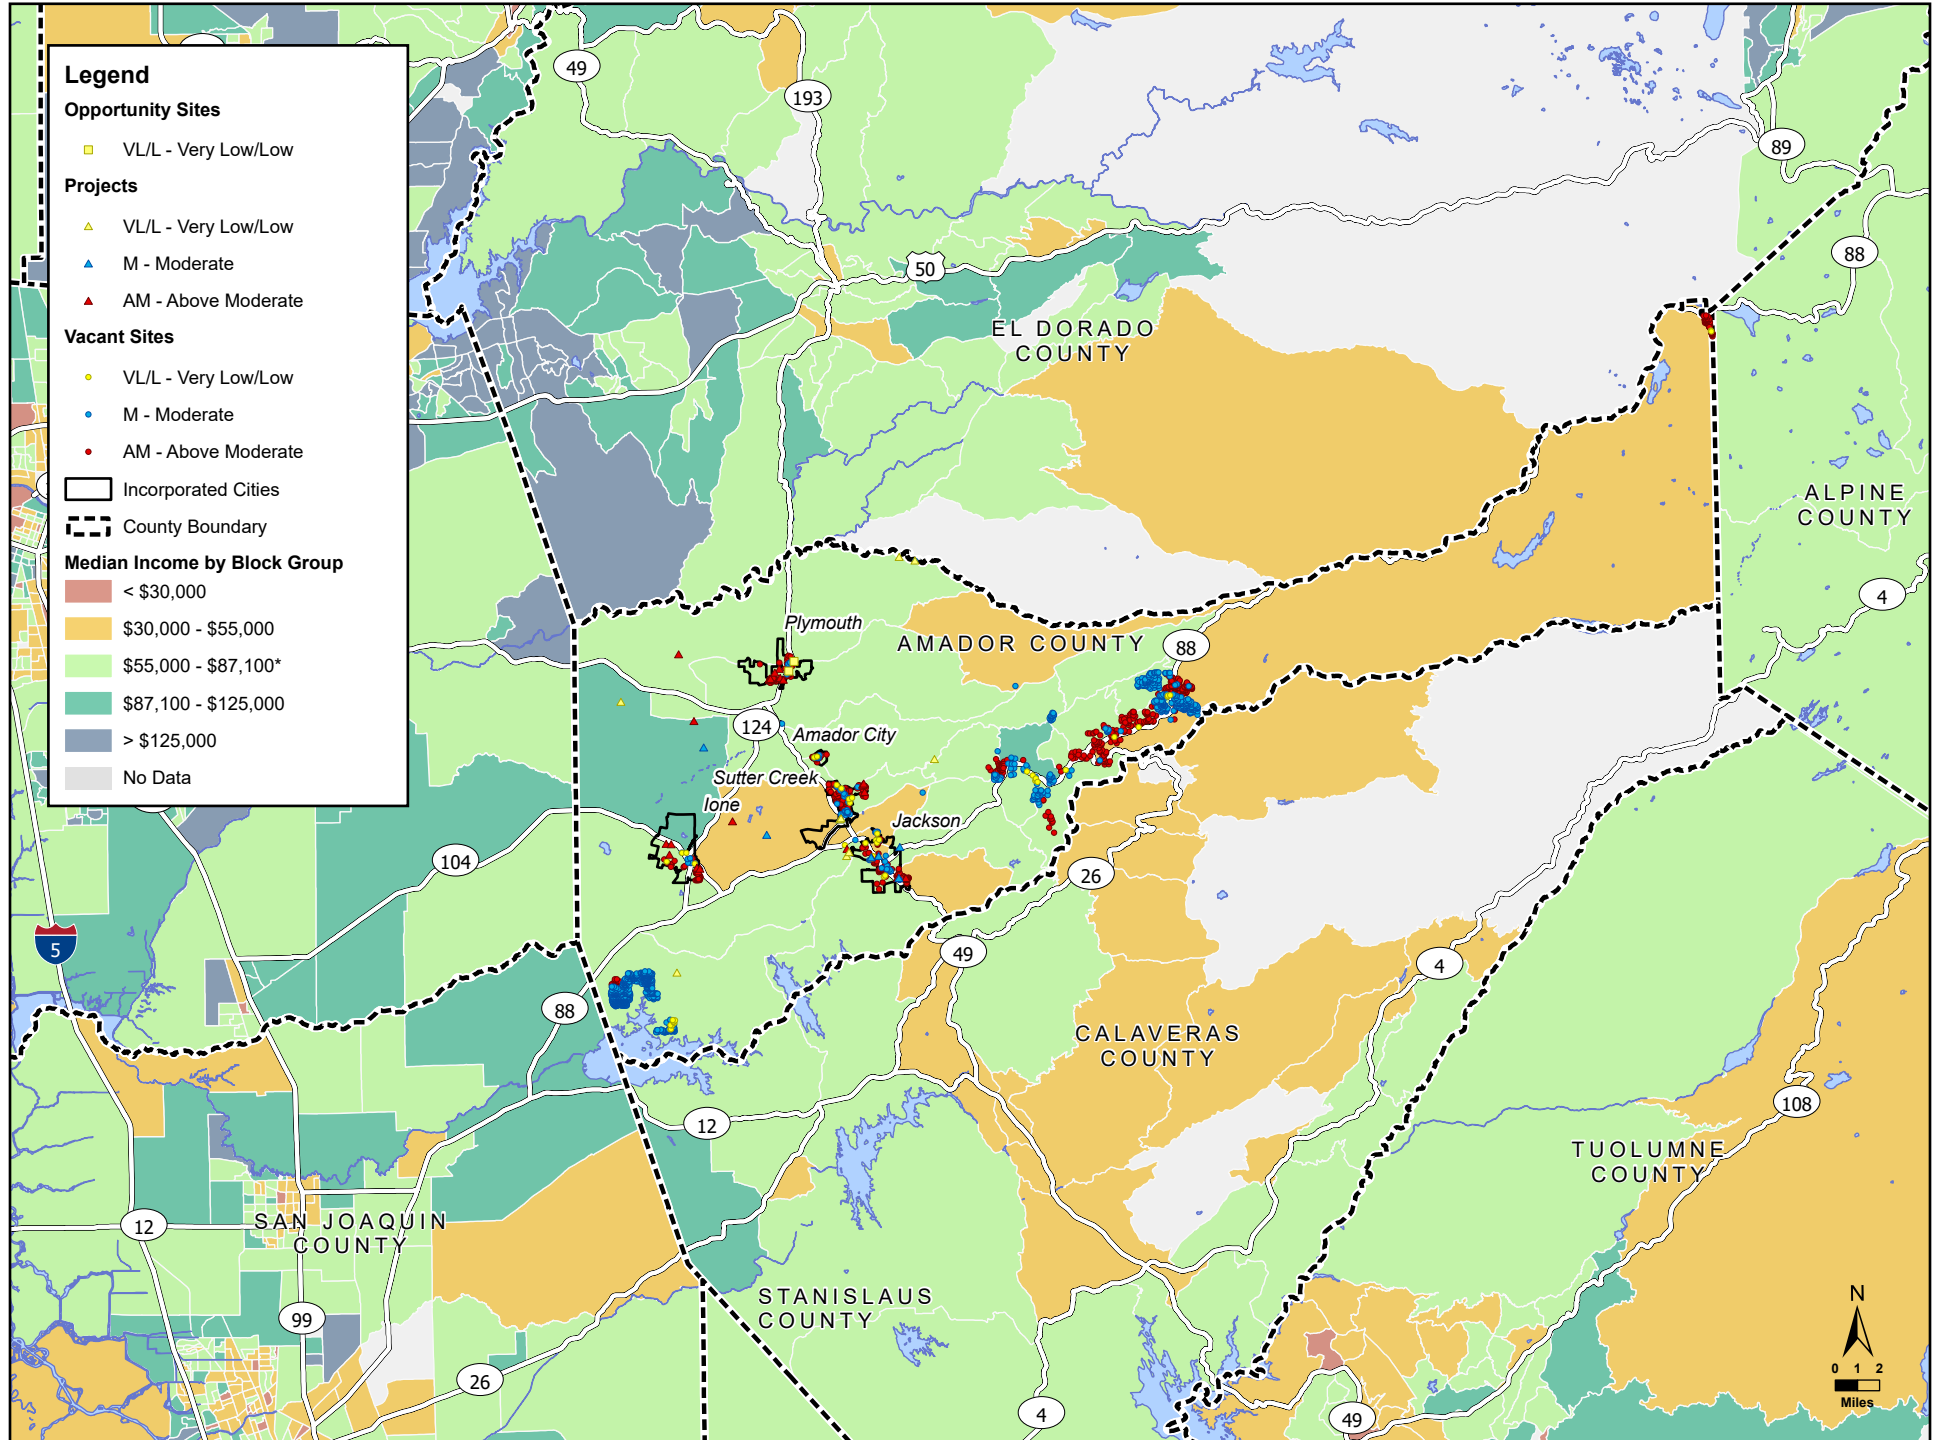 Legend
Opportunity Sites
VL/L - Very Low/Low
Projects
VL/L - Very Low/Low
M - Moderate
AM - Above Moderate
Vacant Sites
VL/L - Very Low/Low
M - Moderate
AM - Above Moderate
Incorporated Cities
County Boundary
Median Income by Block Group
< $30,000
$30,000 - $55,000
$55,000 - $87,100*
$87,100 - $125,000
> $125,000
No Data
49
193
89
50
88
EL DORADO
COUNTY
ALPINE
COUNTY
4
Plymouth
AMADOR COUNTY
88
124
Amador City
Sutter Creek
Ione
Jackson
104
26
5
49
4
88
CALAVERAS
COUNTY
12
108
TUOLUMNE
COUNTY
12
SAN JOAQUIN
COUNTY
STANISLAUS
COUNTY
99
26
4
49
N
0 1 2
Miles